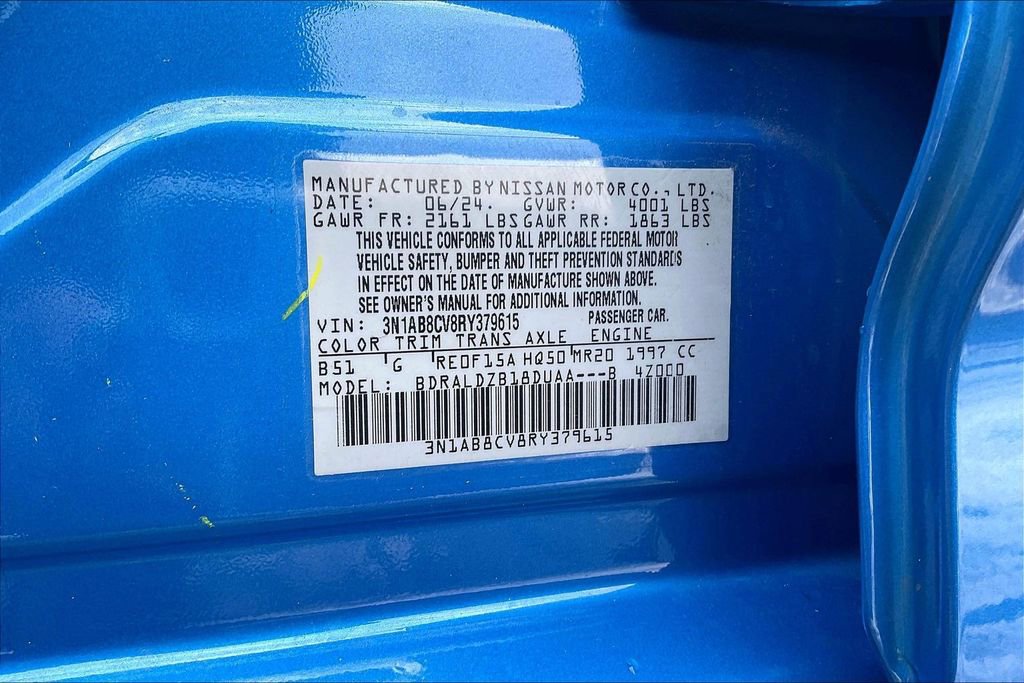 MANUFACTURED BY NISSAN MOTOR CO., LTD.
DATE: 06/24. GVWR: 4001 LBS
GAWR FR: 2161 LBS GAWR RR: 1863 LBS
THIS VEHICLE CONFORMS TO ALL APPLICABLE FEDERAL MOTOR
VEHICLE SAFETY, BUMPER AND THEFT PREVENTION STANDARDS
IN EFFECT ON THE DATE OF MANUFACTURE SHOWN ABOVE.
SEE OWNER'S MANUAL FOR ADDITIONAL INFORMATION.
VIN: 3N1AB8CV8RY379615 PASSENGER CAR.
COLOR TRIM TRANS AXLE ENGINE
B51 G RE0F15A HQ50 MR20 1997 CC
MODEL: BDRALDZB18DUAA---B 4Z000
3N1AB8CV8RY379615